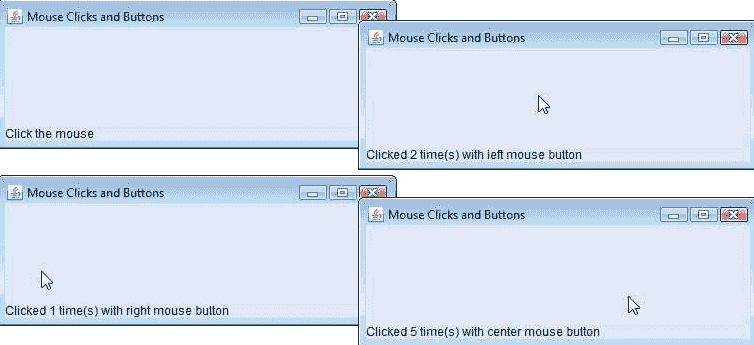 Mouse Clicks and Buttons
Click the mouse
Mouse Clicks and Buttons
Clicked 2 time(s) with left mouse button
Mouse Clicks and Buttons
Clicked 1 time(s) with right mouse button
Mouse Clicks and Buttons
Clicked 5 time(s) with center mouse button